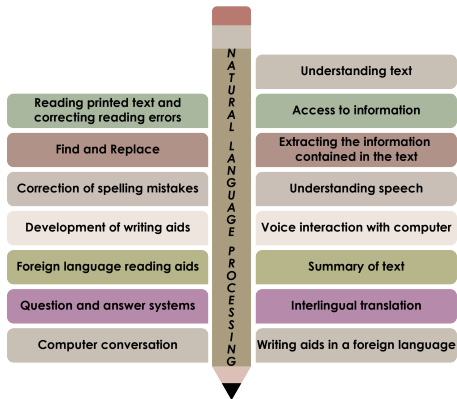 NATURAL LANGUAGE PROCESSING
Reading printed text and
correcting reading errors
Find and Replace
Correction of spelling mistakes
Development of writing aids
Foreign language reading aids
Question and answer systems
Computer conversation
Understanding text
Access to information
Extracting the information
contained in the text
Understanding speech
Voice interaction with computer
Summary of text
Interlingual translation
Writing aids in a foreign language